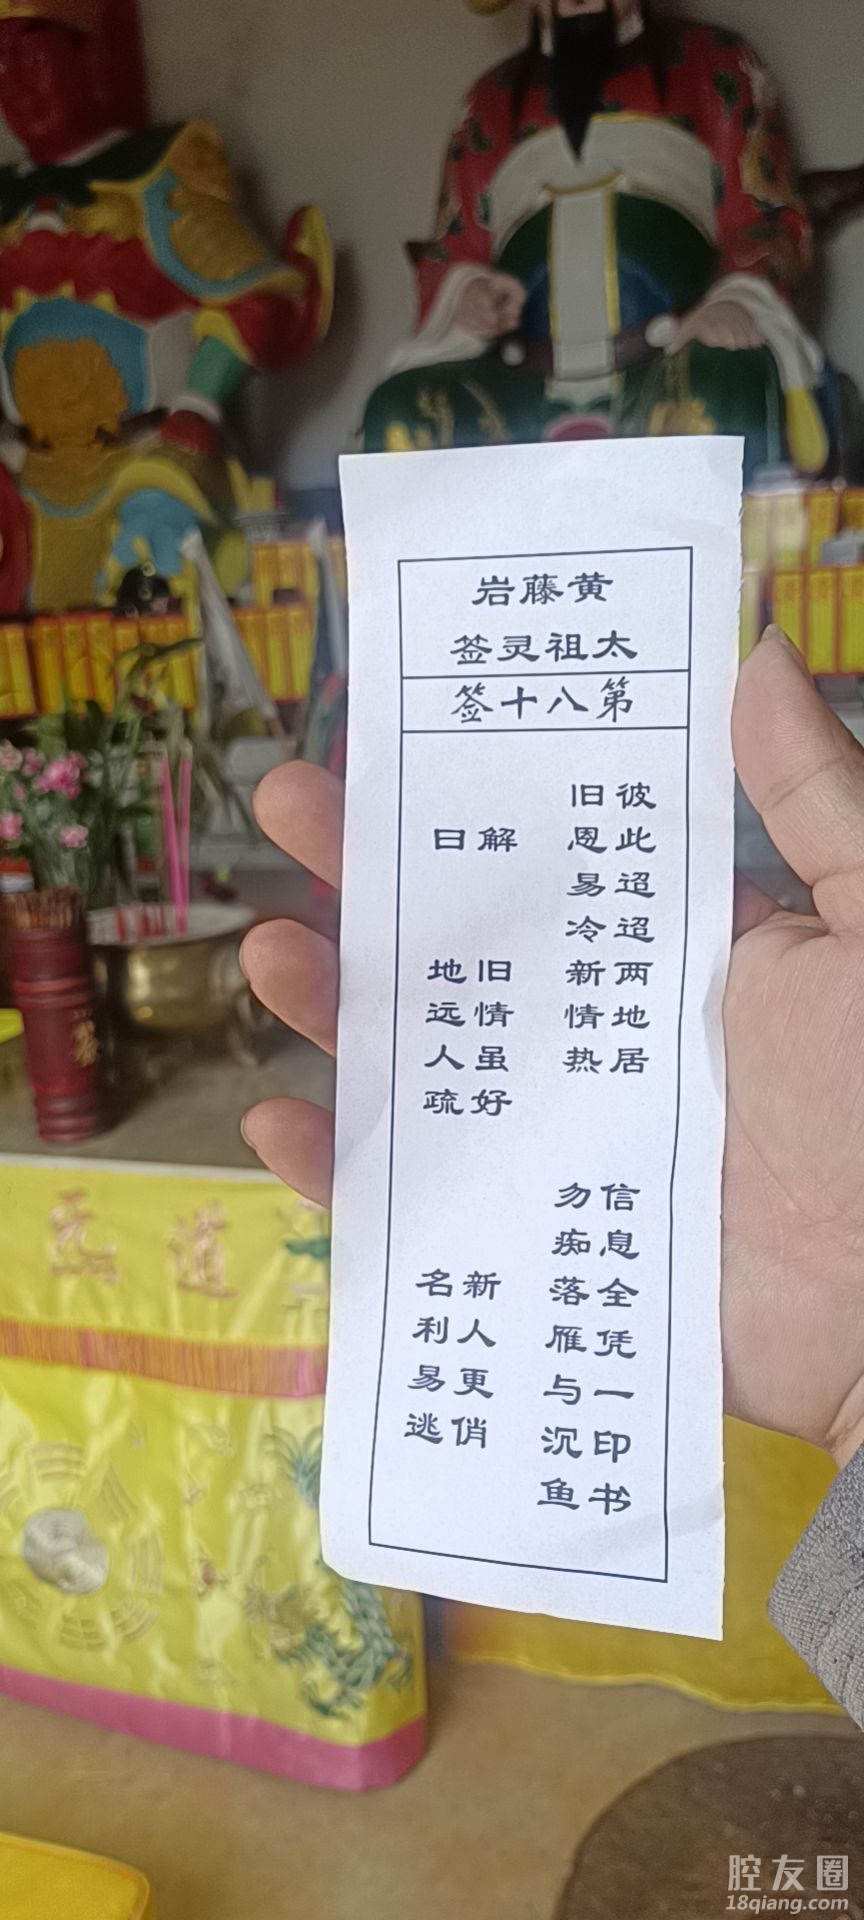 黄藤岩
太祖灵签
第八十签
彼此迢迢两地居
信息全凭一印书
旧恩易冷新情热
勿痴落雁与沉鱼
解曰
旧情虽好
地远人疏
新人更俏
名利易逃
签
道
腔友圈
18qiang.com